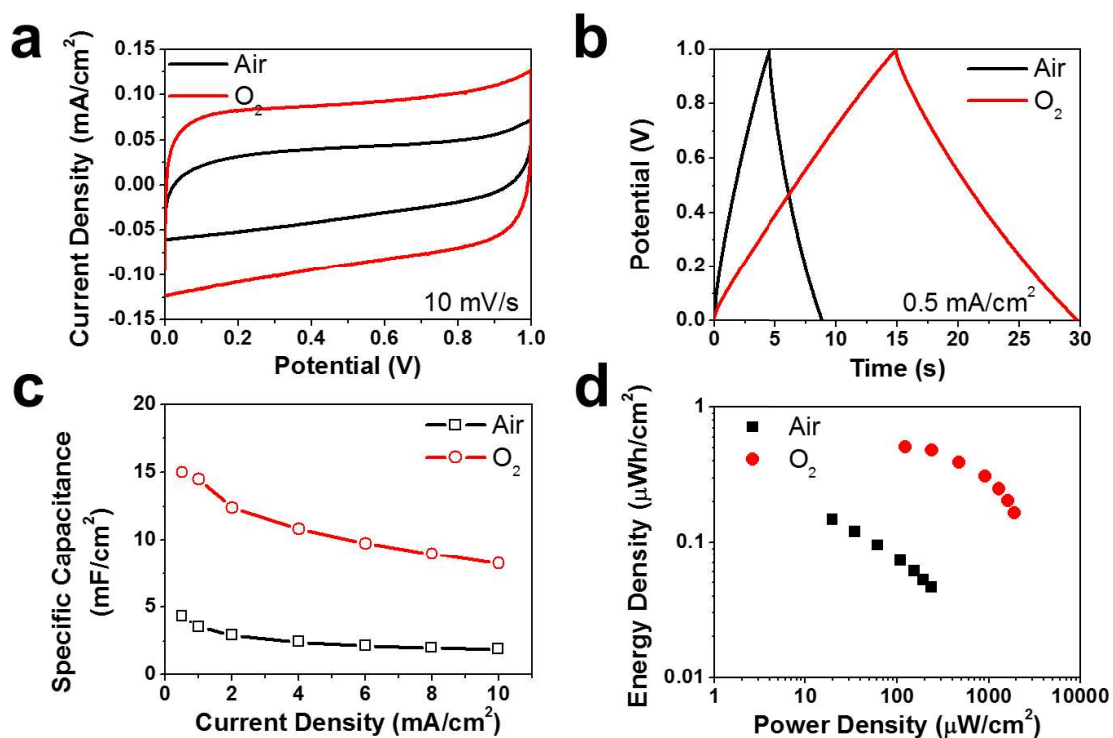 a
0.15
0.10
0.05
0.00
-0.05
-0.10
-0.15
Current Density (mA/cm²)
Air
O₂
10 mV/s
0.0 0.2 0.4 0.6 0.8 1.0
Potential (V)
b
1.0
0.8
0.6
0.4
0.2
0.0
Potential (V)
Air
O₂
0.5 mA/cm²
0 5 10 15 20 25 30
Time (s)
c
20
15
10
5
0
Specific Capacitance
(mF/cm²)
Air
O₂
0 2 4 6 8 10
Current Density (mA/cm²)
d
1
0.1
0.01
Energy Density (μWh/cm²)
Air
O₂
1 10 100 1000 10000
Power Density (μW/cm²)